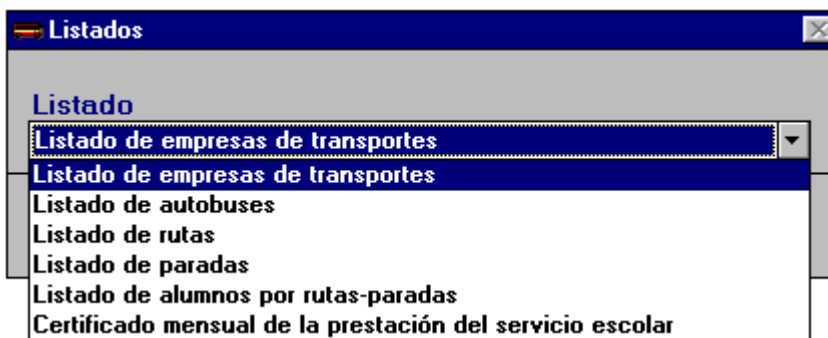 Listados
Listado
Listado de empresas de transportes
Listado de empresas de transportes
Listado de autobuses
Listado de rutas
Listado de paradas
Listado de alumnos por rutas-paradas
Certificado mensual de la prestación del servicio escolar